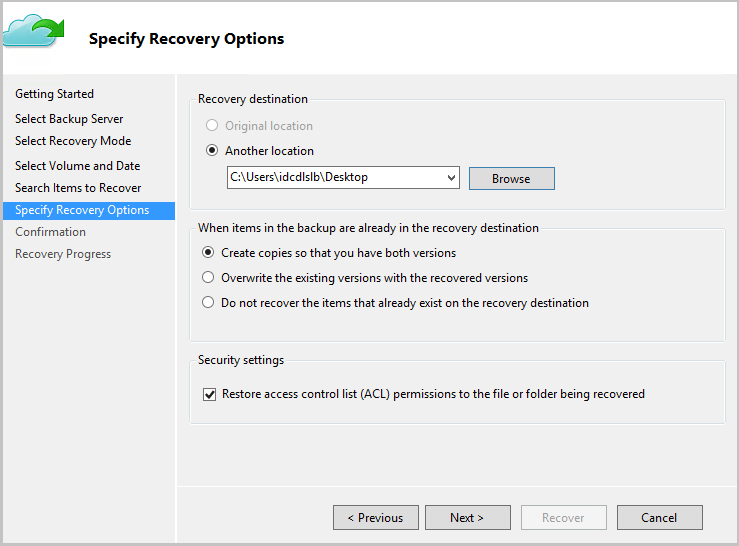 Specify Recovery Options
Getting Started
Select Backup Server
Select Recovery Mode
Select Volume and Date
Search Items to Recover
Specify Recovery Options
Confirmation
Recovery Progress
Recovery destination
Original location
Another location
C:\Users\idcdlslb\Desktop
Browse
When items in the backup are already in the recovery destination
Create copies so that you have both versions
Overwrite the existing versions with the recovered versions
Do not recover the items that already exist on the recovery destination
Security settings
Restore access control list (ACL) permissions to the file or folder being recovered
< Previous
Next >
Recover
Cancel